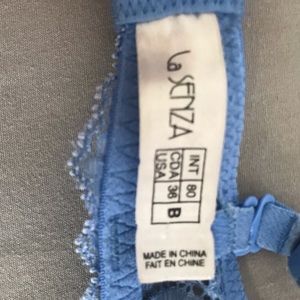 La SENZA
INT 80
CDA 36 B
USA
MADE IN CHINA
FAIT EN CHINE